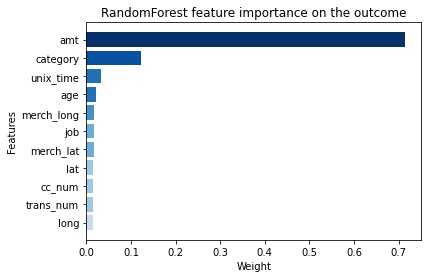 RandomForest feature importance on the outcome
Features
amt
category
unix_time
age
merch_long
job
merch_lat
lat
cc_num
trans_num
long
0.0 0.1 0.2 0.3 0.4 0.5 0.6 0.7
Weight